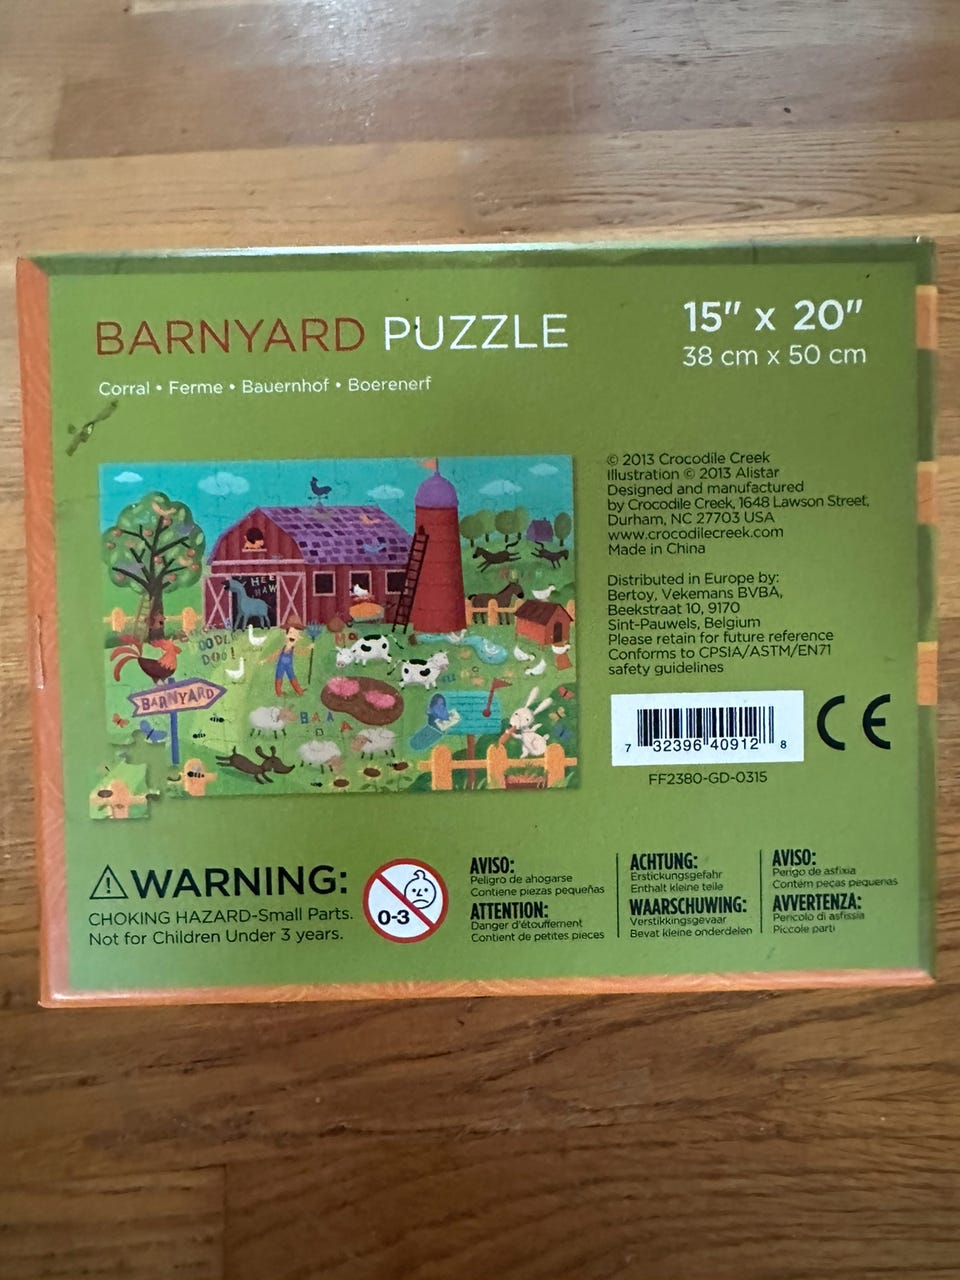 BARNYARD PUZZLE
Corral • Ferme • Bauernhof • Boerenerf
15" x 20"
38 cm x 50 cm
HEE
HAW
DOODLE
DOO!
MO
BARNYARD
BAAA
© 2013 Crocodile Creek
Illustration © 2013 Alistar
Designed and manufactured
by Crocodile Creek, 1648 Lawson Street,
Durham, NC 27703 USA
www.crocodilecreek.com
Made in China
Distributed in Europe by:
Bertoy, Vekemans BVBA,
Beekstraat 10, 9170
Sint-Pauwels, Belgium
Please retain for future reference
Conforms to CPSIA/ASTM/EN71
safety guidelines
7 32396 40912 8
CE
FF2380-GD-0315
WARNING:
CHOKING HAZARD-Small Parts.
Not for Children Under 3 years.
0-3
AVISO:
Peligro de ahogarse
Contiene piezas pequeñas
ATTENTION:
Danger d'étouffement
Contient de petites pieces
ACHTUNG:
Erstickungsgefahr
Enthalt kleine teile
WAARSCHUWING:
Verstikkingsgevaar
Bevat kleine onderdelen
AVISO:
Perigo de asfixia
Contém peças pequenas
AVVERTENZA:
Pericolo di asfissia
Piccole parti